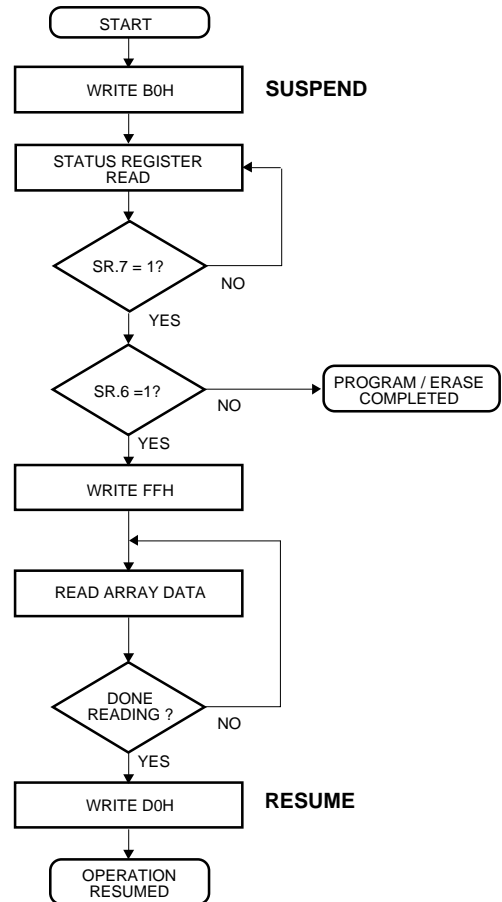 START
WRITE B0H
SUSPEND
STATUS REGISTER
READ
SR.7 = 1?
NO
YES
SR.6 =1?
NO
PROGRAM / ERASE
COMPLETED
YES
WRITE FFH
READ ARRAY DATA
DONE
READING ?
NO
YES
WRITE D0H
RESUME
OPERATION
RESUMED